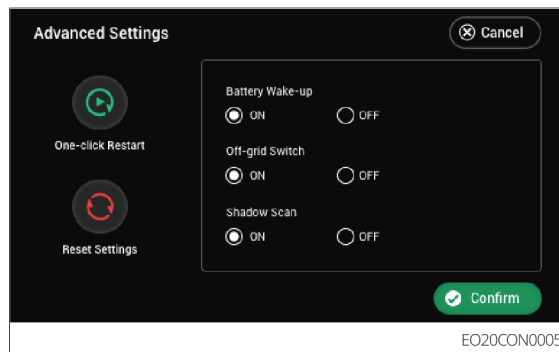 Advanced Settings
Cancel
One-click Restart
Reset Settings
Battery Wake-up
ON OFF
Off-grid Switch
ON OFF
Shadow Scan
ON OFF
Confirm
EO20CON0005